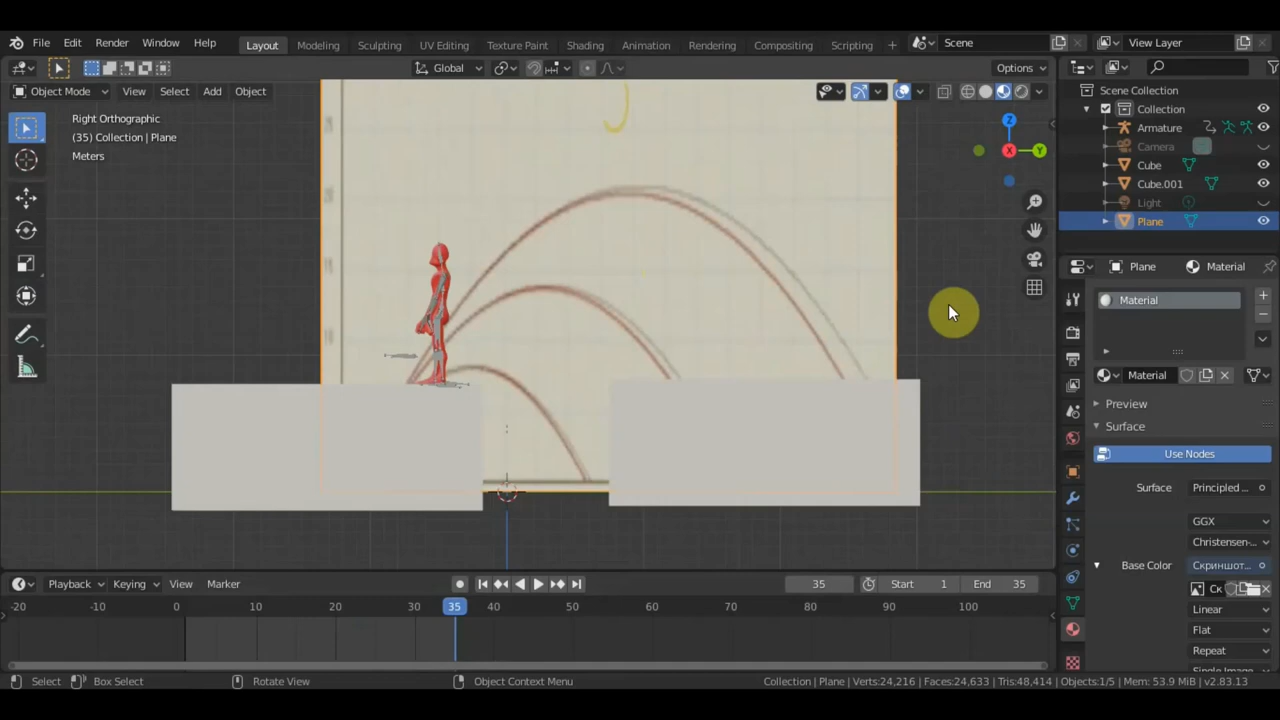 File Edit Render Window Help Layout Modeling Sculpting UV Editing Texture Paint Shading Animation Rendering Compositing Scripting + Scene View Layer
Global Options
Object Mode View Select Add Object
Right Orthographic
(35) Collection | Plane
Meters
Z
X
Y
Scene Collection
Collection
Armature
Camera
Cube
Cube.001
Light
Plane
Plane Material
Material
Material
Preview
Surface
Use Nodes
Surface Principled ...
GGX
Christensen-...
Base Color Скриншот...
Ск
Linear
Flat
Repeat
Playback Keying View Marker 35 Start 1 End 35
-20 -10 0 10 20 30 35 40 50 60 70 80 90 100
Select Box Select Rotate View Object Context Menu Collection | Plane | Verts:24,216 | Faces:24,633 | Tris:48,414 | Objects:1/5 | Mem: 53.9 MiB | v2.83.13